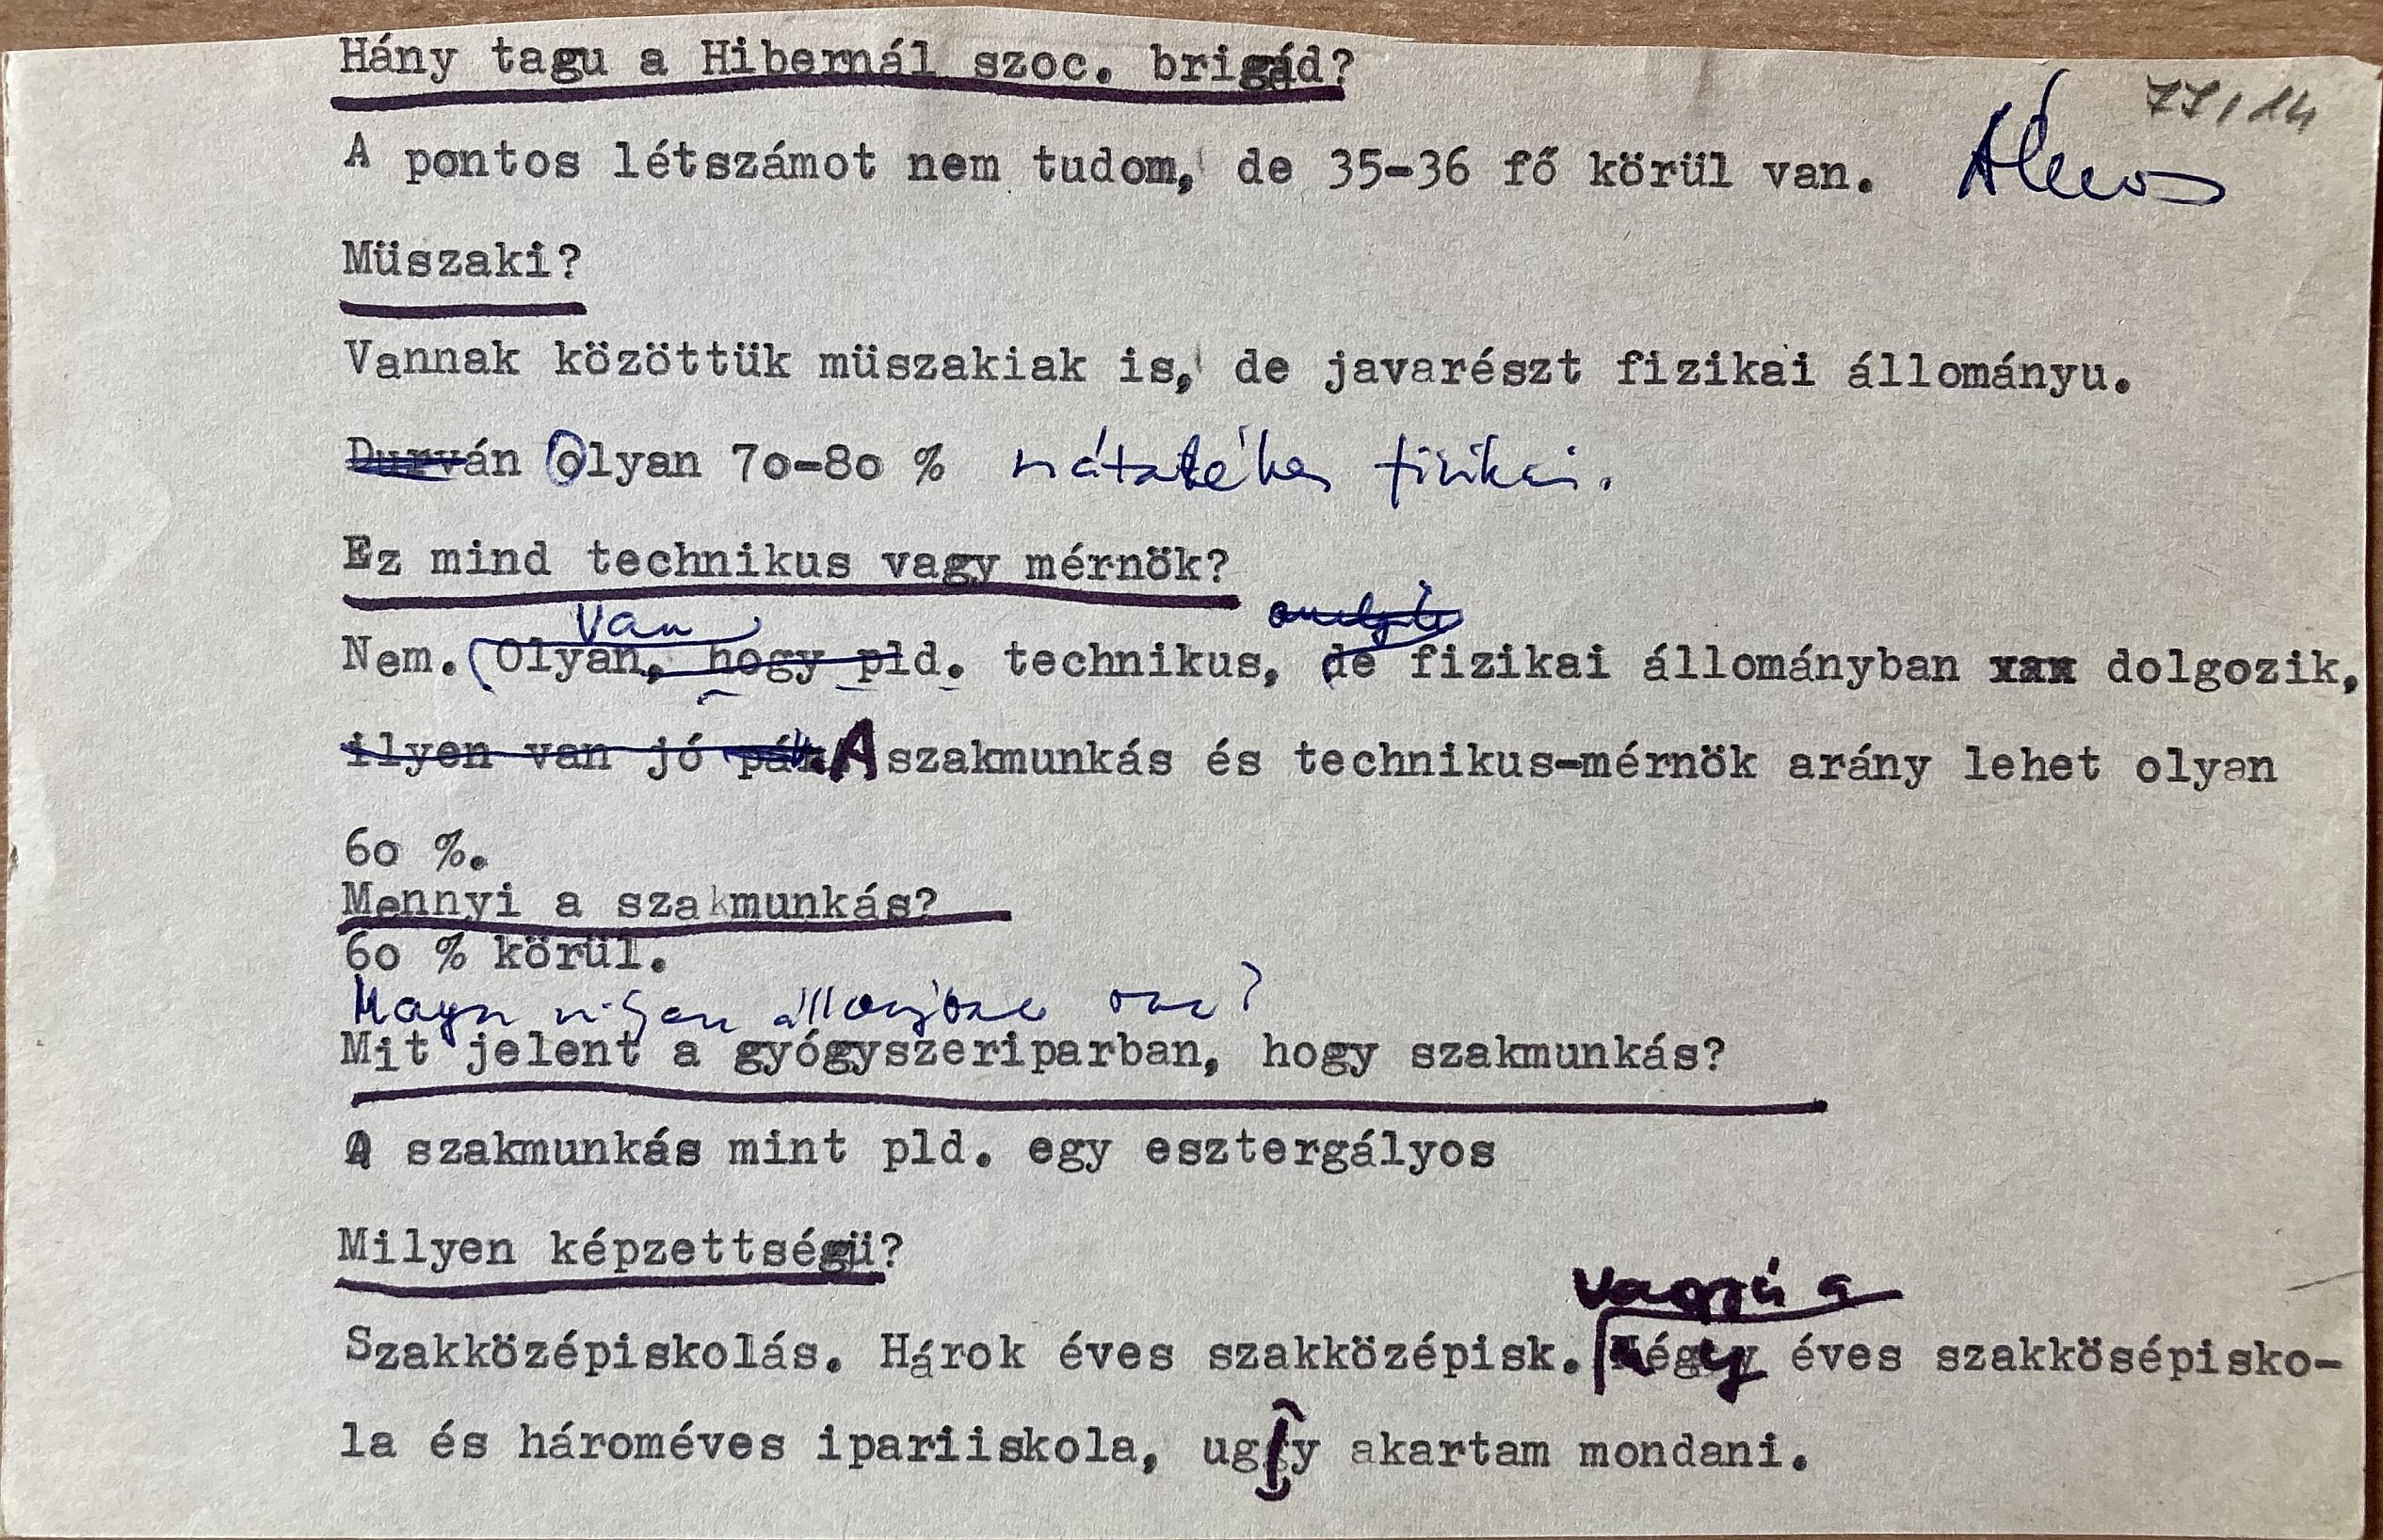 Hány tagu a Hibernál szoc. brigád?
77/14
A pontos létszámot nem tudom, de 35-36 fő körül van.
Müszaki?
Vannak közöttük müszakiak is, de javarészt fizikai állományu.
Durván Olyan 7o-8o % fizikai.
Ez mind technikus vagy mérnök?
Van
Nem. Olyan, hogy pld. technikus, de fizikai állományban xxx dolgozik,
ilyen van jó pár. A szakmunkás és technikus-mérnök arány lehet olyan
6o %.
Mennyi a szakmunkás?
6o % körül.
Mit jelent a gyógyszeriparban, hogy szakmunkás?
A szakmunkás mint pld. egy esztergályos
Milyen képzettségü?
Szakközépiskolás. Hárok éves szakközépisk. Négy éves szakkösépisko-
la és hároméves ipariiskola, uggy akartam mondani.